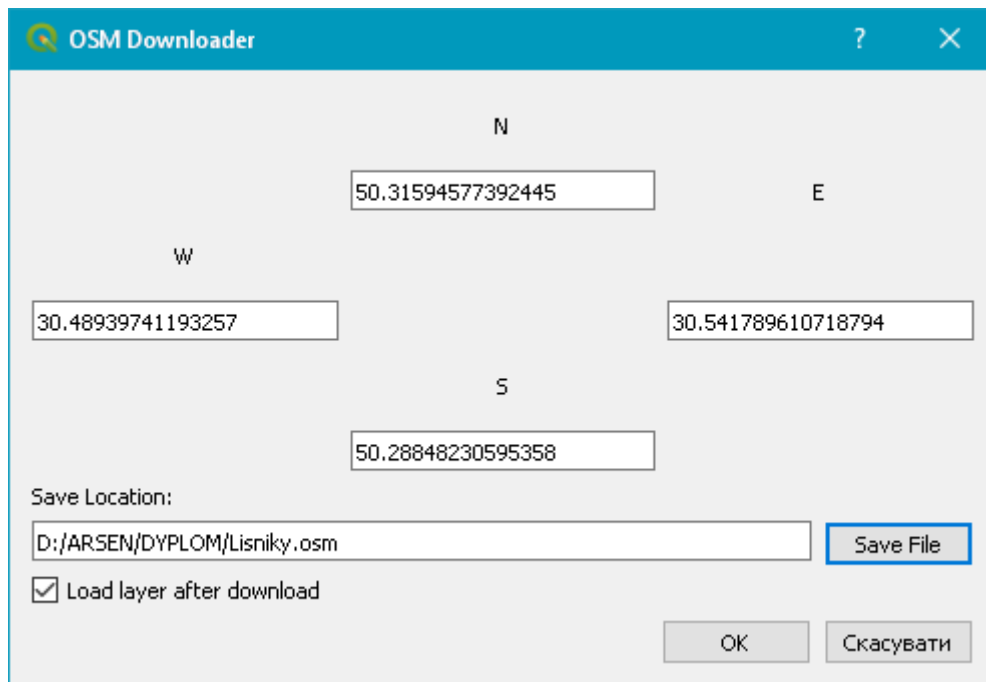 OSM Downloader ?
N
50.31594577392445
E
W
30.48939741193257
30.541789610718794
S
50.28848230595358
Save Location:
D:/ARSEN/DYPLOM/Lisniky.osm
Save File
Load layer after download
OK
Скасувати